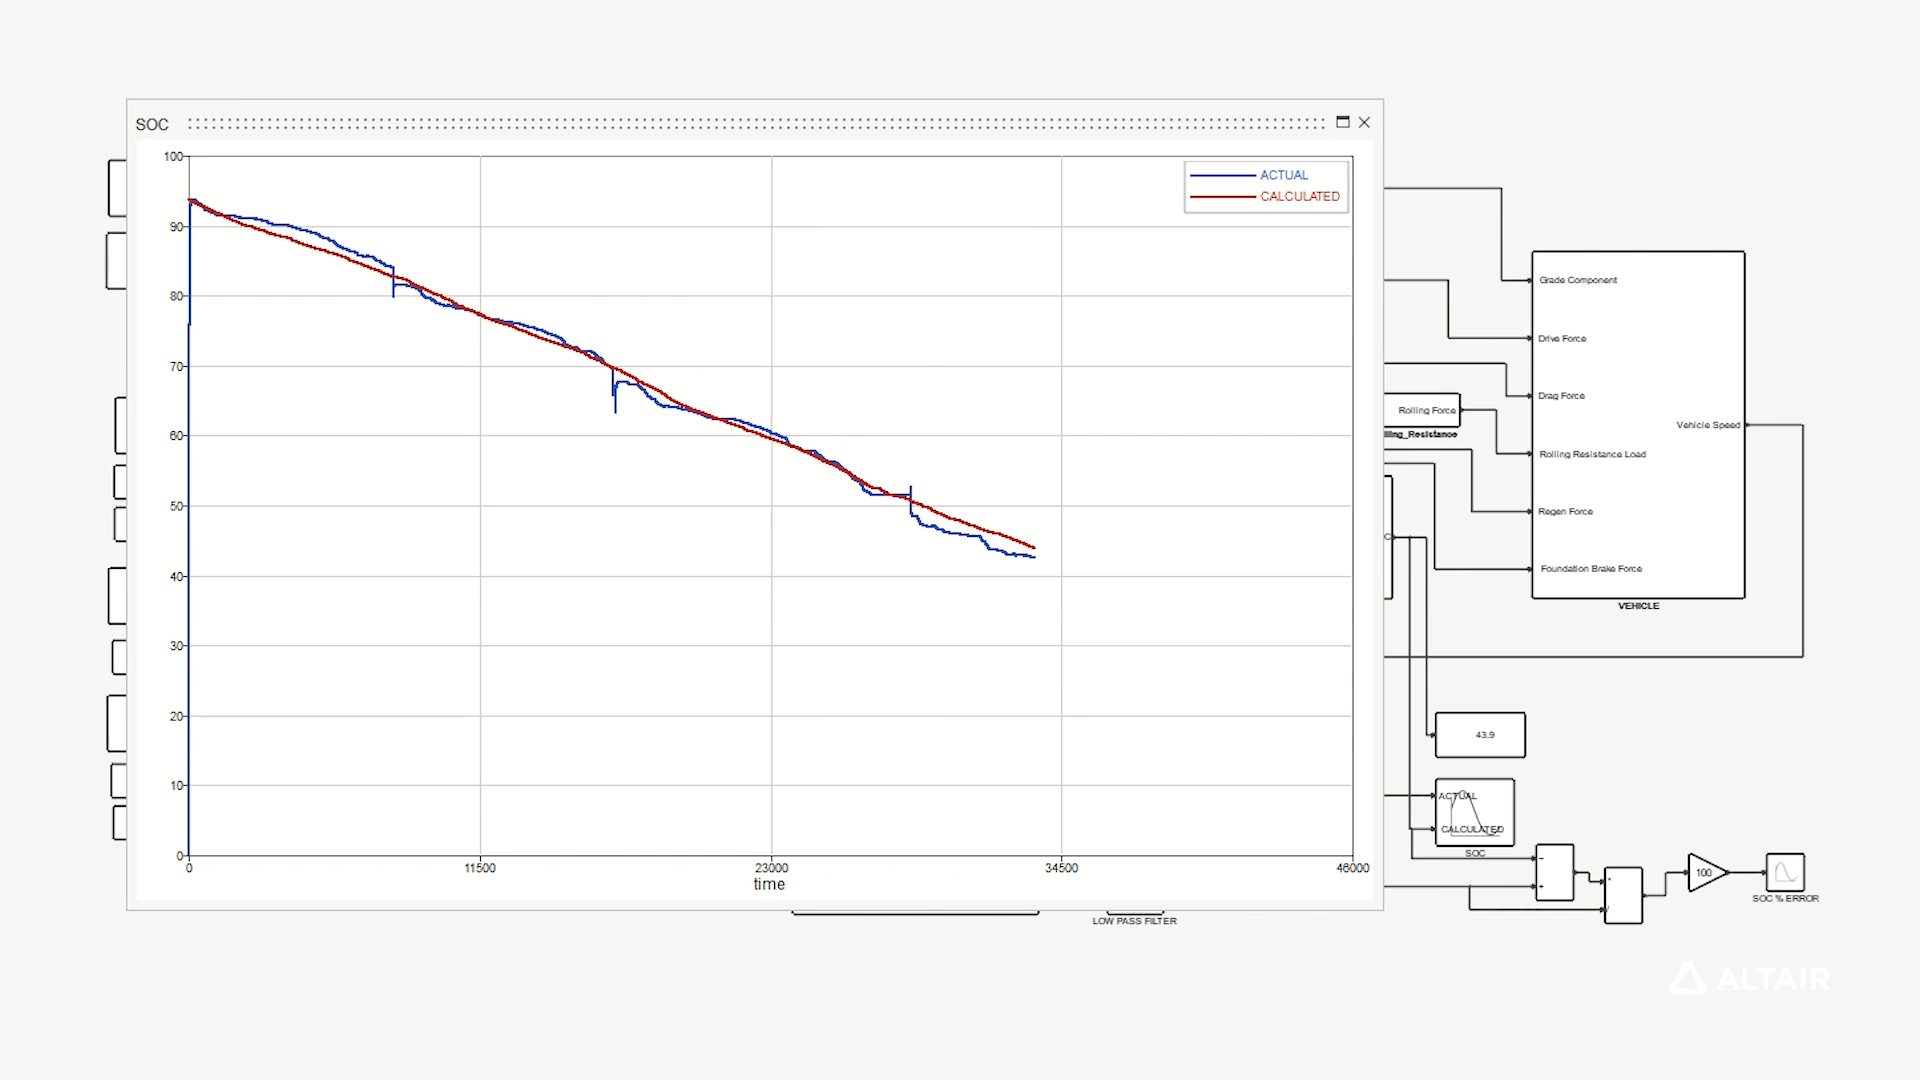 SOC
100
90
80
70
60
50
40
30
20
10
0
0
11500
23000
34500
46000
time
ACTUAL
CALCULATED
Grade Component
Drive Force
Drag Force
Rolling Resistance Load
Regen Force
Foundation Brake Force
Vehicle Speed
VEHICLE
Rolling Force
lling_Resistance
43.9
ACTUAL
CALCULATED
SOC
100
SOC % ERROR
LOW PASS FILTER
ALTAIR